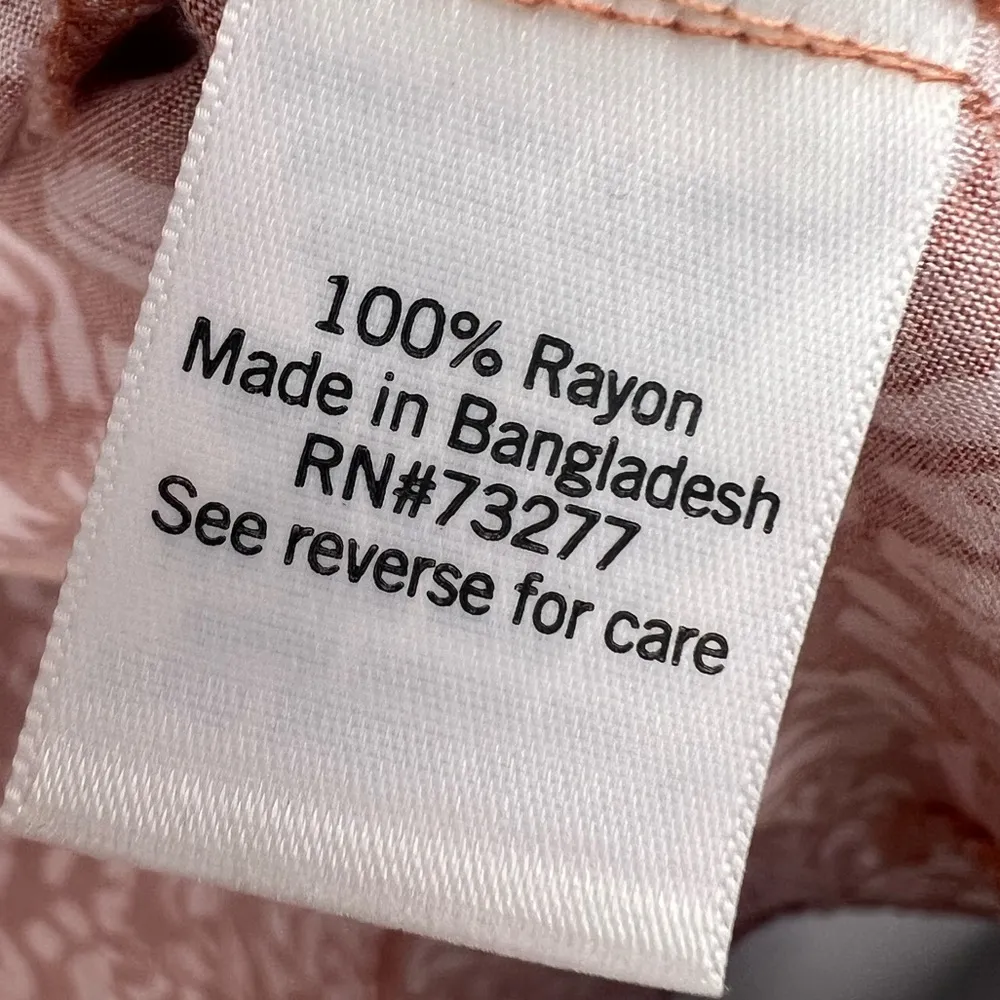 100% Rayon
Made in Bangladesh
RN#73277
See reverse for care